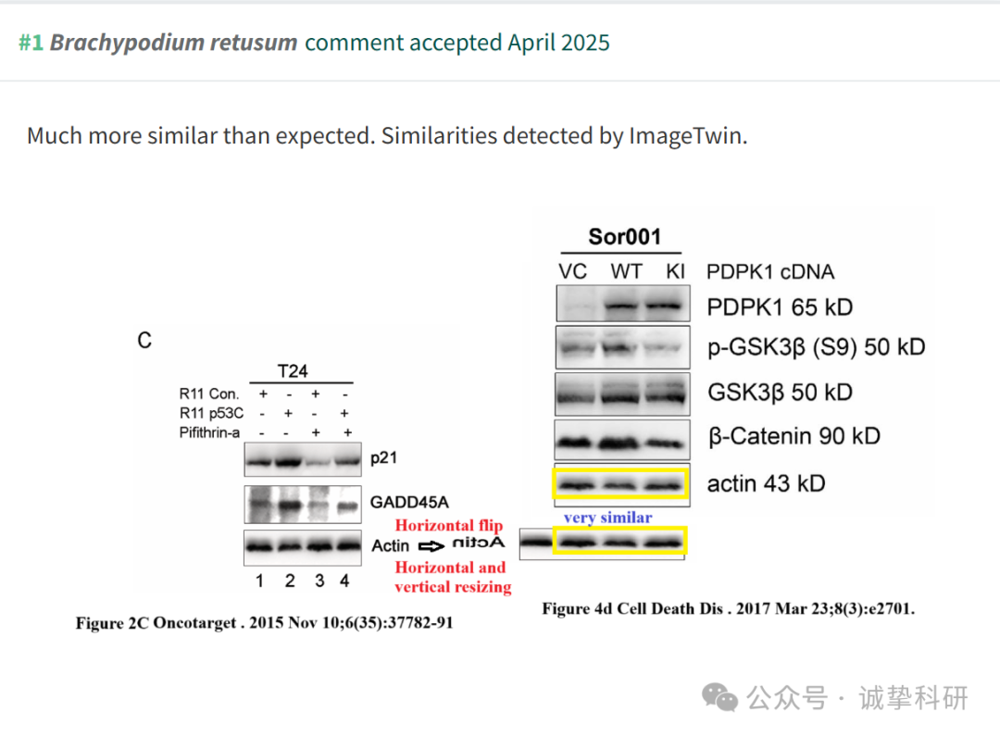 #1 Brachypodium retusum comment accepted April 2025
Much more similar than expected. Similarities detected by ImageTwin.
C
T24
R11 Con. + - + -
R11 p53C - + - +
Pifithrin-a - - + +
p21
GADD45A
Horizontal flip
Actin ⇨ Actin
Horizontal and
vertical resizing
1 2 3 4
Figure 2C Oncotarget . 2015 Nov 10;6(35):37782-91
Sor001
VC WT KI PDPK1 cDNA
PDPK1 65 kD
p-GSK3β (S9) 50 kD
GSK3β 50 kD
β-Catenin 90 kD
actin 43 kD
very similar
Figure 4d Cell Death Dis . 2017 Mar 23;8(3):e2701.
公众号 · 诚挚科研